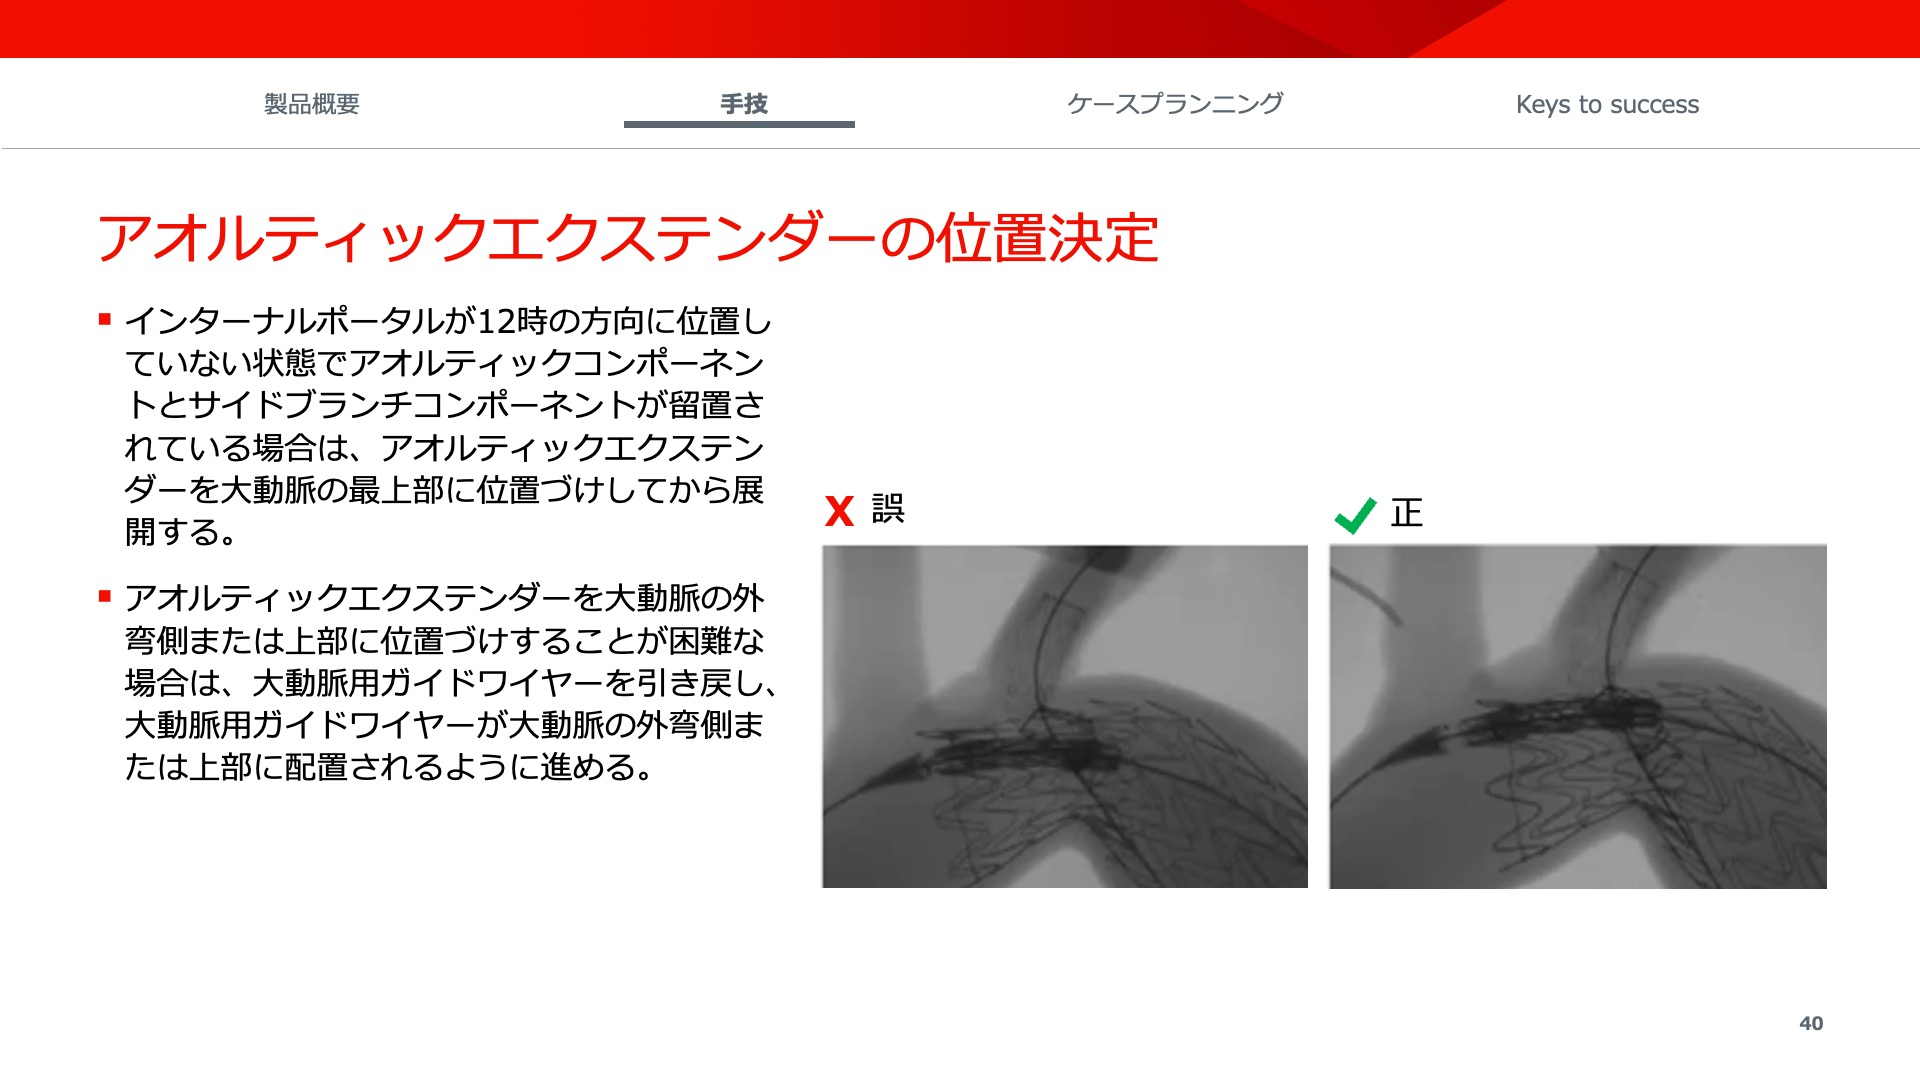 製品概要
手技
ケースプランニング
Keys to success
アオルティックエクステンダーの位置決定
▪ インターナルポータルが12時の方向に位置し
ていない状態でアオルティックコンポーネン
トとサイドブランチコンポーネントが留置さ
れている場合は、アオルティックエクステン
ダーを大動脈の最上部に位置づけしてから展
開する。
▪ アオルティックエクステンダーを大動脈の外
弯側または上部に位置づけすることが困難な
場合は、大動脈用ガイドワイヤーを引き戻し、
大動脈用ガイドワイヤーが大動脈の外弯側ま
たは上部に配置されるように進める。
X 誤
✓ 正
40